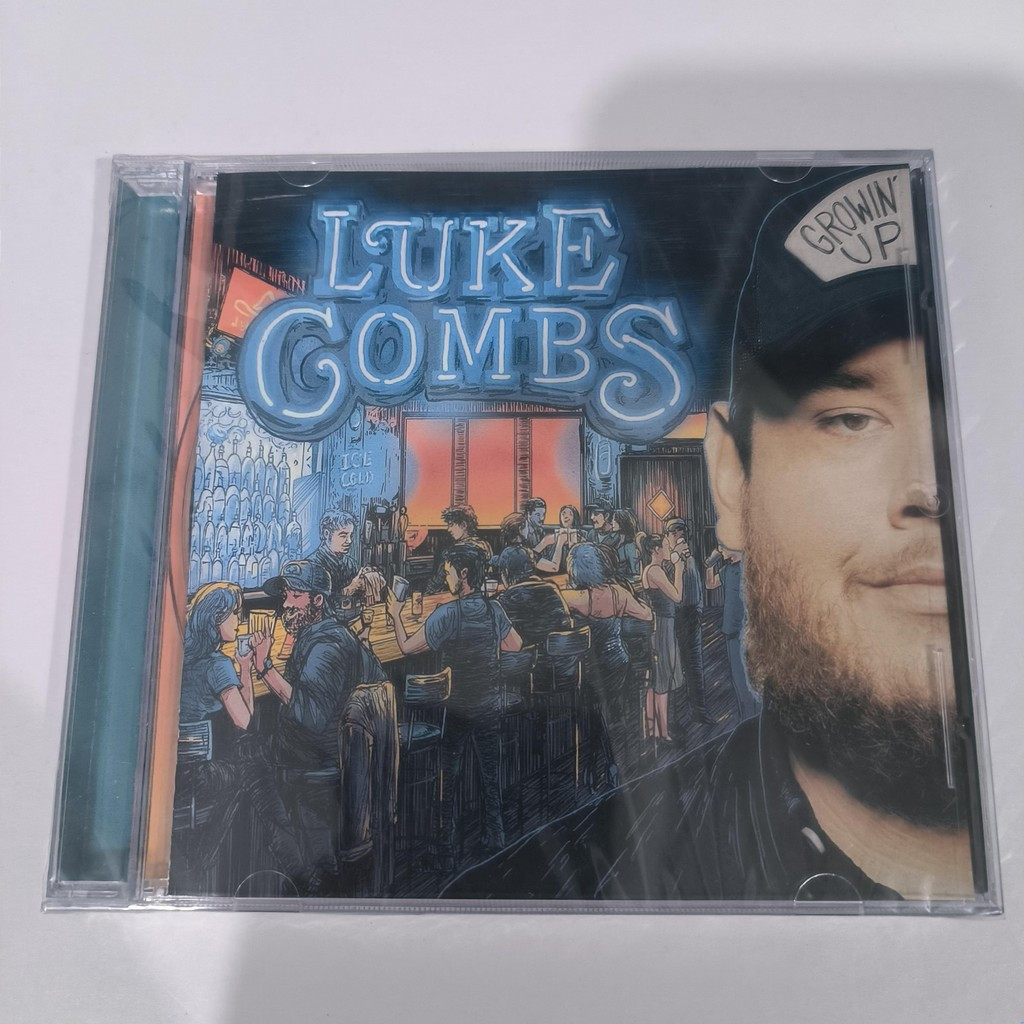 LUKE
COMBS
GROWIN'
UP
ICE
COLD